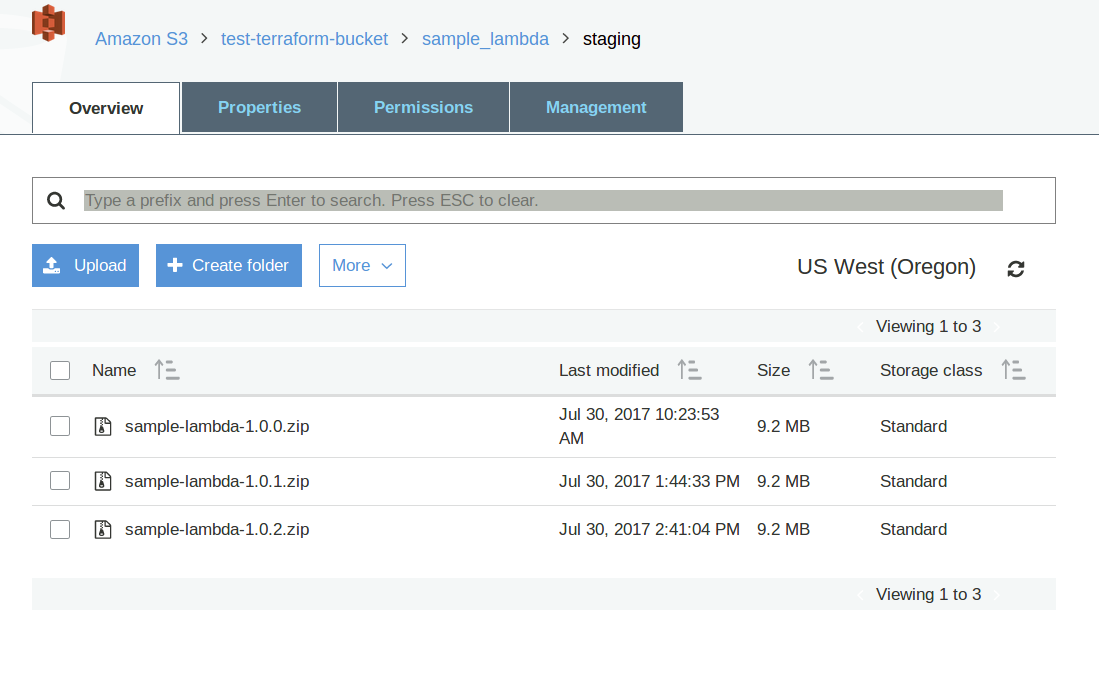 Amazon S3 > test-terraform-bucket > sample_lambda > staging
Overview Properties Permissions Management
Type a prefix and press Enter to search. Press ESC to clear.
Upload Create folder More US West (Oregon)
Viewing 1 to 3
Name Last modified Size Storage class
sample-lambda-1.0.0.zip Jul 30, 2017 10:23:53 AM 9.2 MB Standard
sample-lambda-1.0.1.zip Jul 30, 2017 1:44:33 PM 9.2 MB Standard
sample-lambda-1.0.2.zip Jul 30, 2017 2:41:04 PM 9.2 MB Standard
Viewing 1 to 3